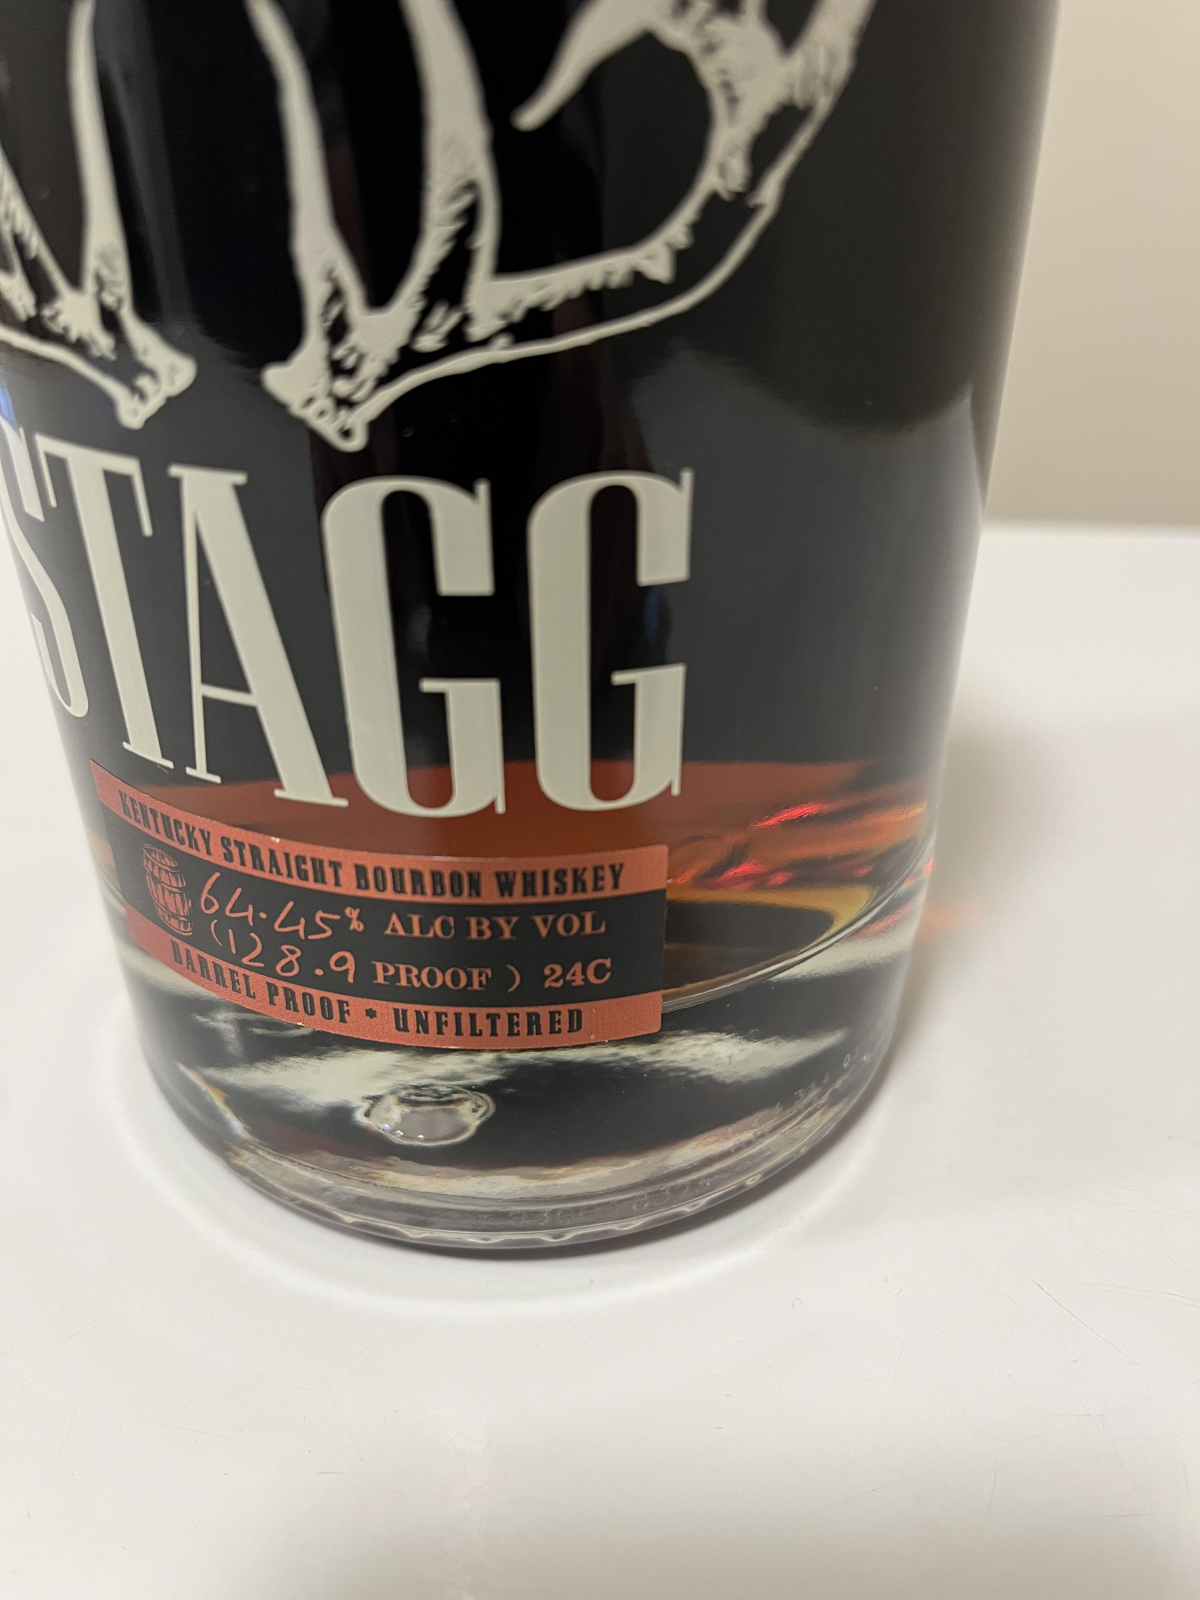 STAGG
KENTUCKY STRAIGHT BOURBON WHISKEY
64.45% ALC BY VOL
(128.9 PROOF ) 24C
BARREL PROOF * UNFILTERED